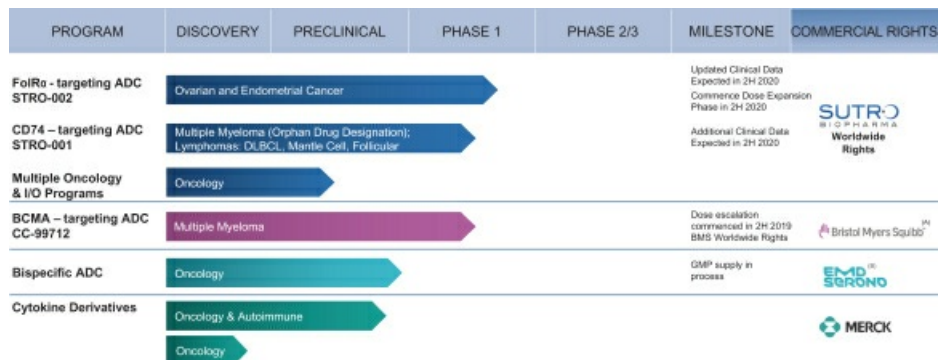 PROGRAM DISCOVERY PRECLINICAL PHASE 1 PHASE 2/3 MILESTONE COMMERCIAL RIGHTS
FolRα - targeting ADC
STRO-002
Ovarian and Endometrial Cancer
Updated Clinical Data
Expected in 2H 2020
Commence Dose Expansion
Phase in 2H 2020
CD74 – targeting ADC
STRO-001
Multiple Myeloma (Orphan Drug Designation);
Lymphomas: DLBCL, Mantle Cell, Follicular
Additional Clinical Data
Expected in 2H 2020
SUTRO
BIOPHARMA
Worldwide
Rights
Multiple Oncology
& I/O Programs
Oncology
BCMA – targeting ADC
CC-99712
Multiple Myeloma
Dose escalation
commenced in 2H 2019
BMS Worldwide Rights
Bristol Myers Squibb
(A)
Bispecific ADC
Oncology
GMP supply in
process
EMD
SERONO
(B)
Cytokine Derivatives
Oncology & Autoimmune
Oncology
MERCK